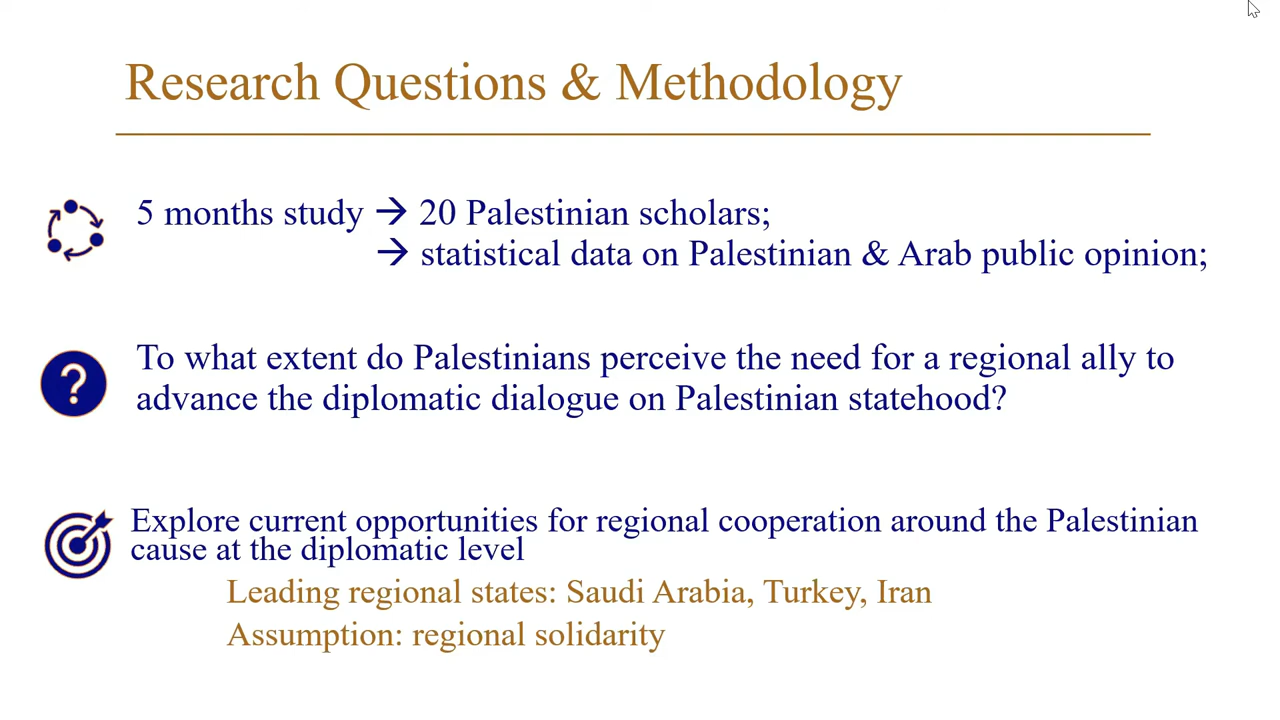 Research Questions & Methodology
5 months study → 20 Palestinian scholars;
→ statistical data on Palestinian & Arab public opinion;
?
To what extent do Palestinians perceive the need for a regional ally to
advance the diplomatic dialogue on Palestinian statehood?
Explore current opportunities for regional cooperation around the Palestinian
cause at the diplomatic level
Leading regional states: Saudi Arabia, Turkey, Iran
Assumption: regional solidarity